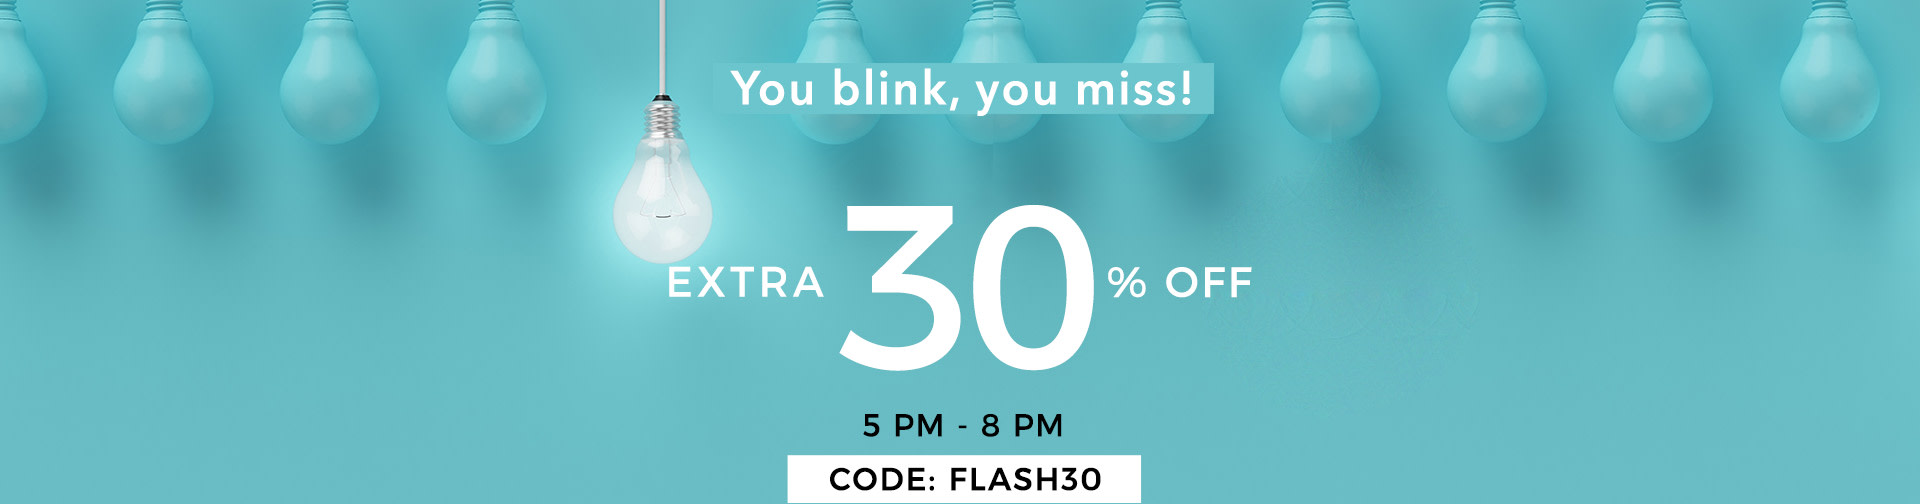 You blink, you miss!
EXTRA 30% OFF
5 PM - 8 PM
CODE: FLASH30